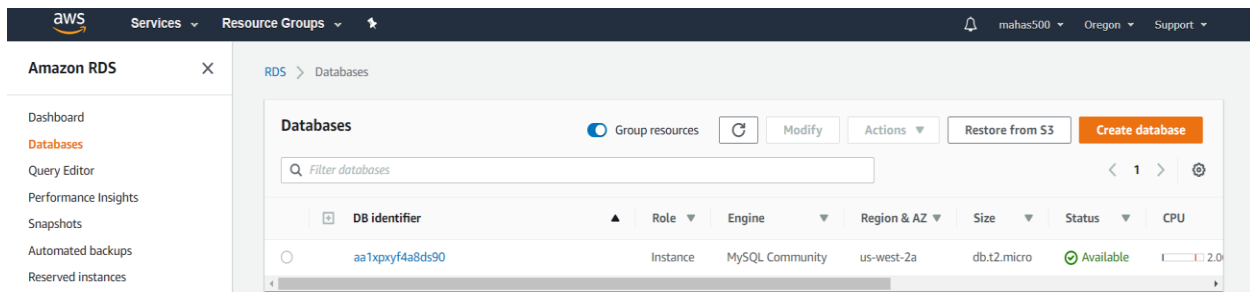 aws Services Resource Groups mahas500 Oregon Support
Amazon RDS
RDS > Databases
Dashboard
Databases
Query Editor
Performance Insights
Snapshots
Automated backups
Reserved instances
Databases Group resources Modify Actions Restore from S3 Create database
Filter databases 1
DB identifier Role Engine Region & AZ Size Status CPU
aa1xpxyf4a8ds90 Instance MySQL Community us-west-2a db.t2.micro Available